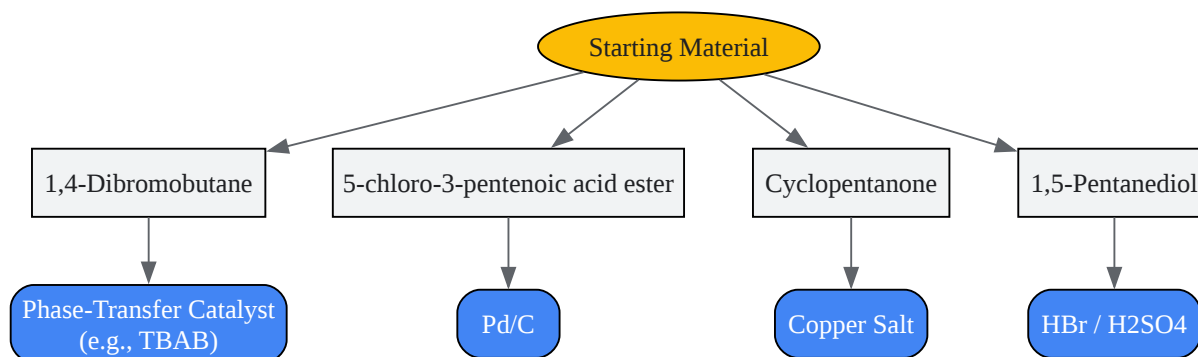 Starting Material
1,4-Dibromobutane
5-chloro-3-pentenoic acid ester
Cyclopentanone
1,5-Pentanediol
Phase-Transfer Catalyst
(e.g., TBAB)
Pd/C
Copper Salt
HBr / H2SO4